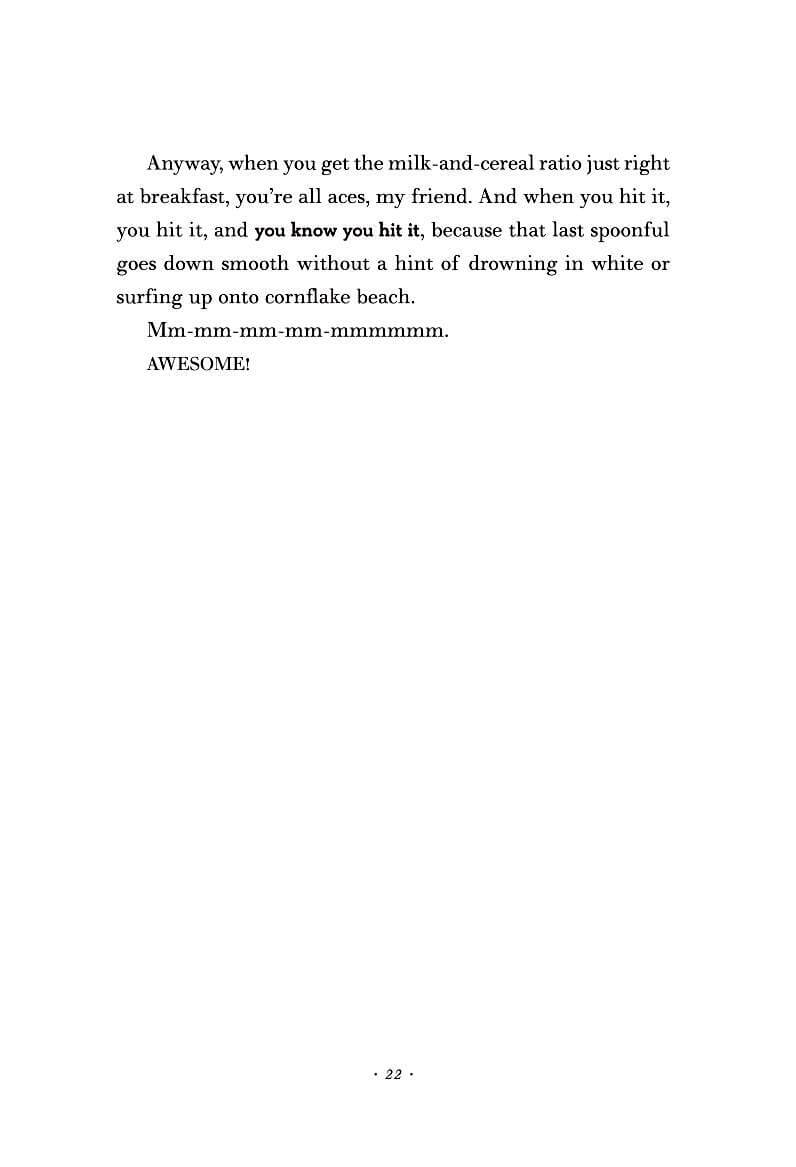 Anyway, when you get the milk-and-cereal ratio just right
at breakfast, you’re all aces, my friend. And when you hit it,
you hit it, and you know you hit it, because that last spoonful
goes down smooth without a hint of drowning in white or
surfing up onto cornflake beach.
Mm-mm-mm-mm-mmmmmm.
AWESOME!
· 22 ·